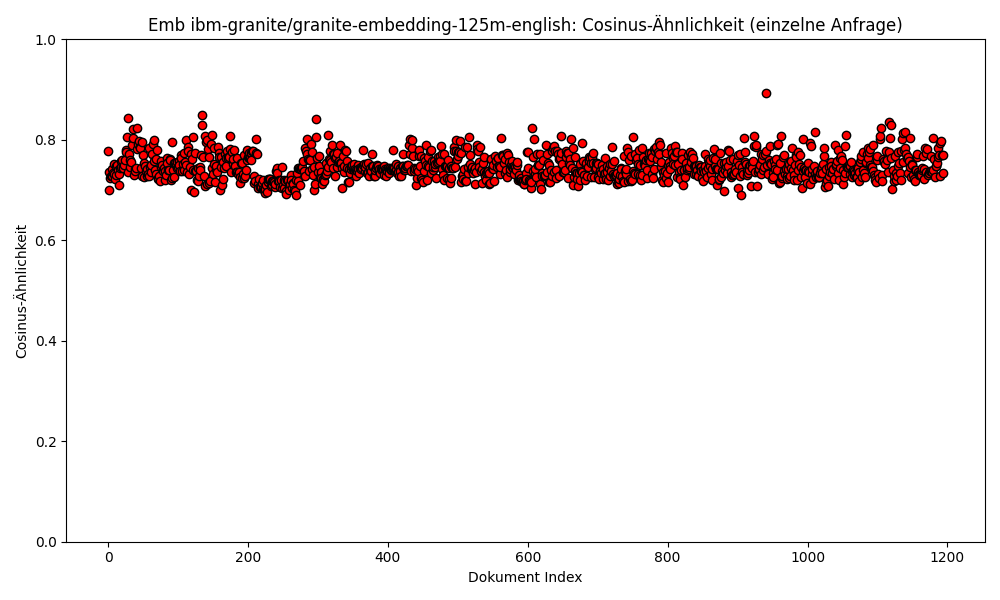 Emb ibm-granite/granite-embedding-125m-english: Cosinus-Ähnlichkeit (einzelne Anfrage)
1.0
0.8
0.6
0.4
0.2
0.0
Cosinus-Ähnlichkeit
0 200 400 600 800 1000 1200
Dokument Index